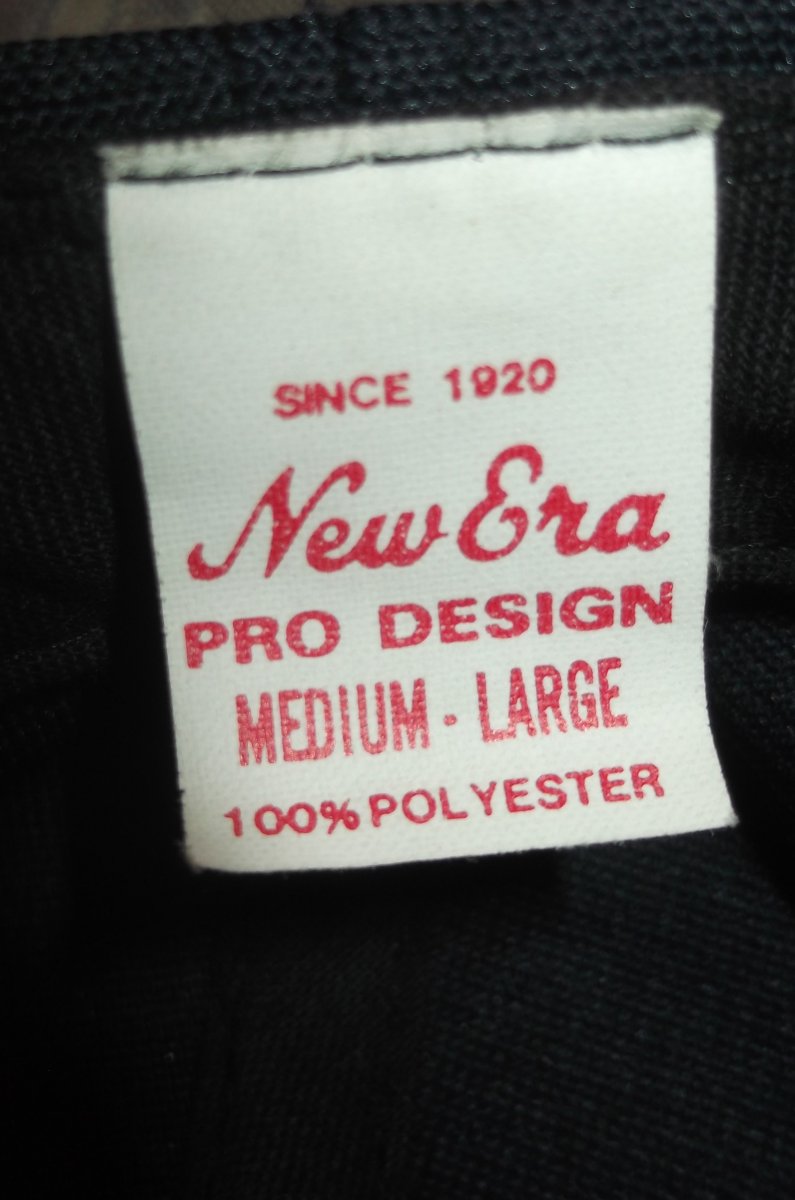 SINCE 1920
New Era
PRO DESIGN
MEDIUM - LARGE
100% POLYESTER